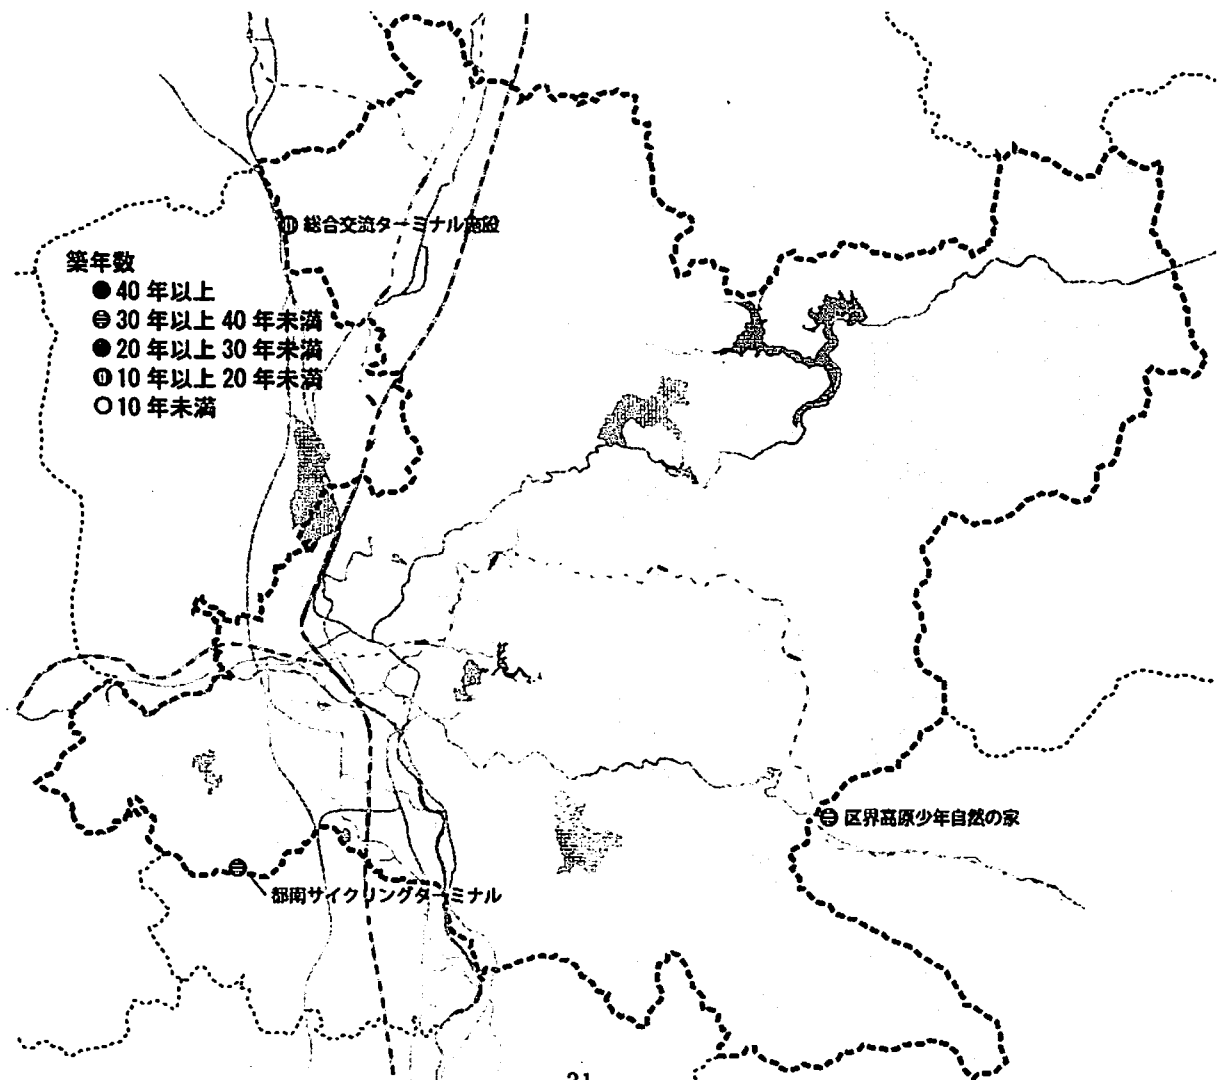 総合交流ターミナル施設
築年数
●40年以上
㊂30年以上40年未満
●20年以上30年未満
◍10年以上20年未満
○10年未満
区界高原少年自然の家
都南サイクリングターミナル